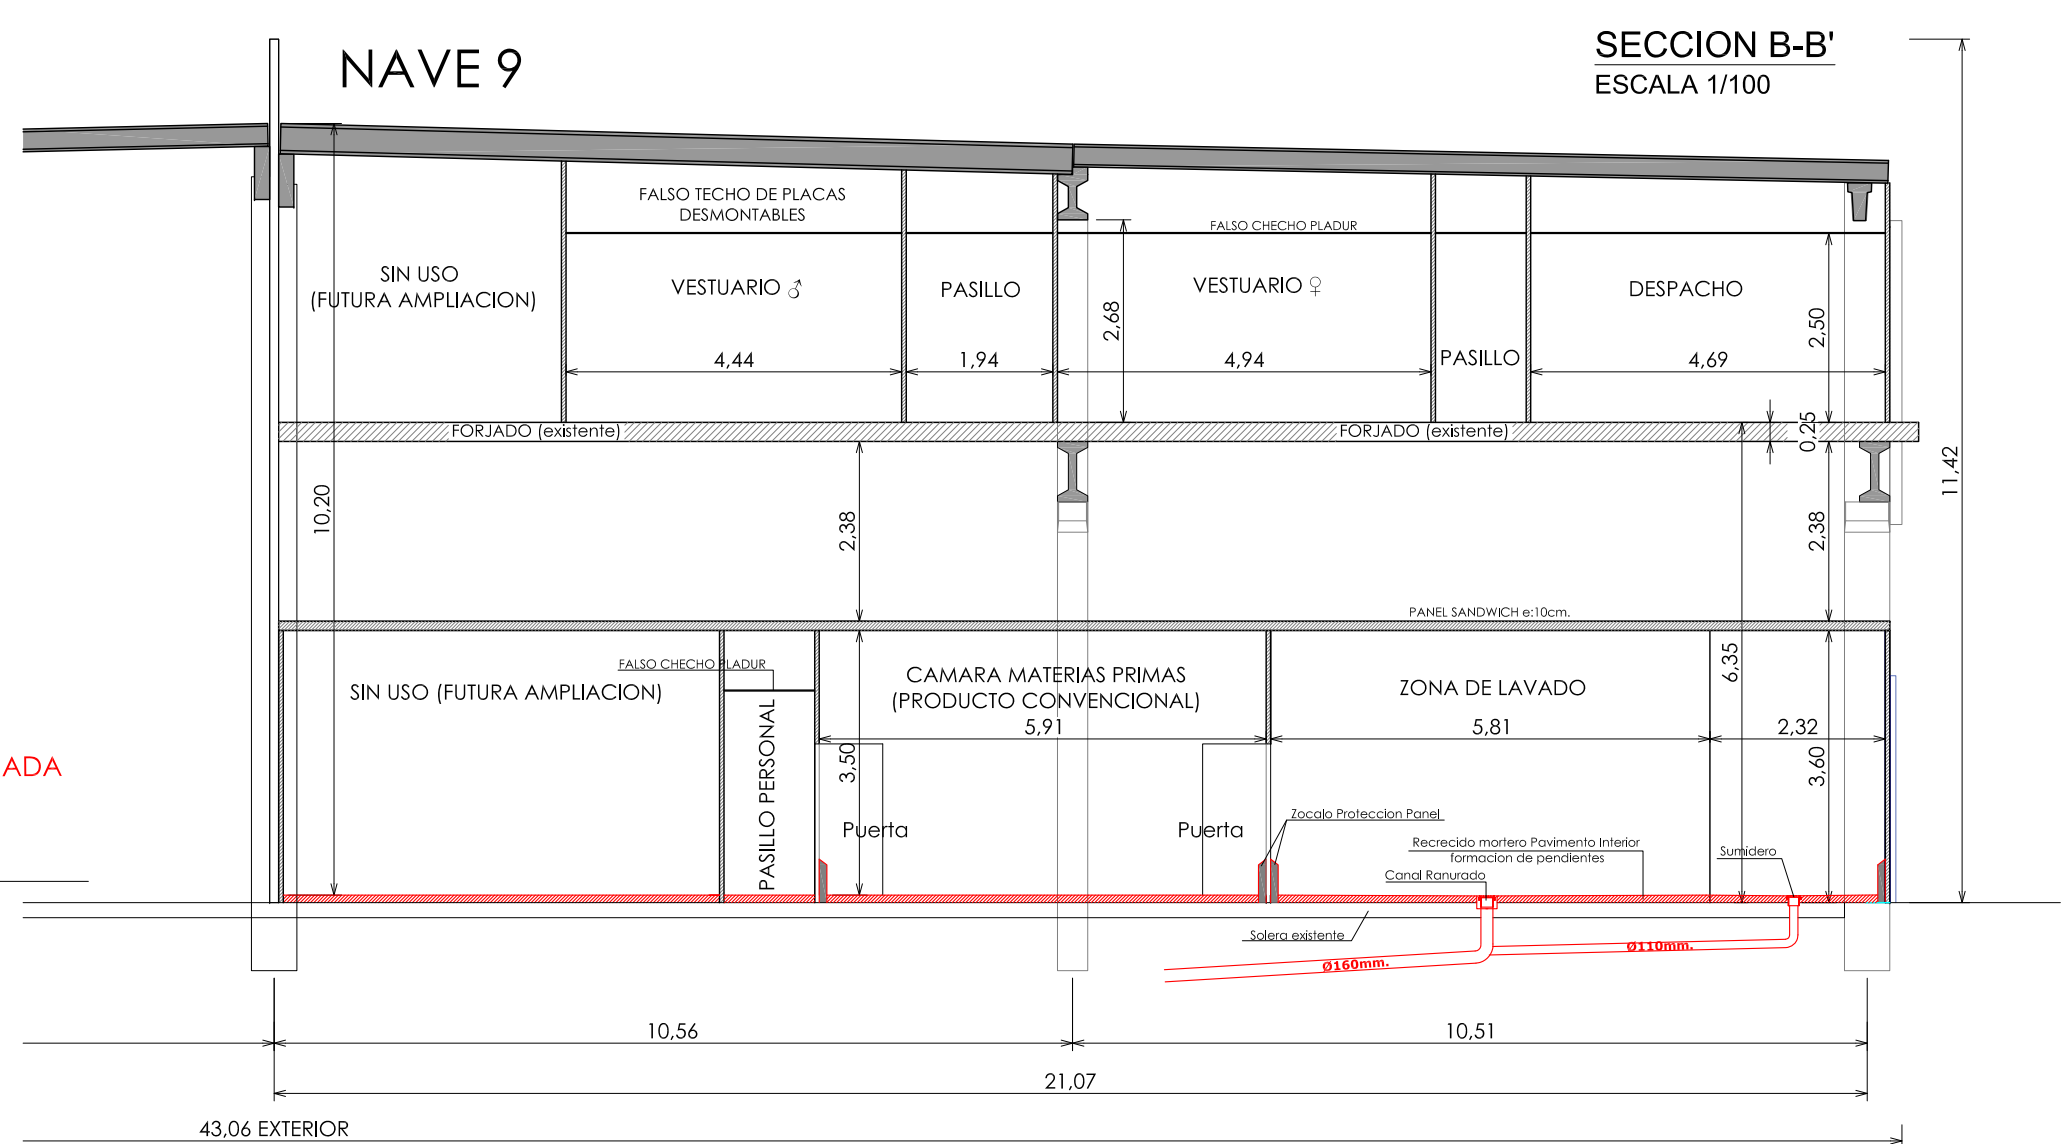 NAVE 9
SECCION B-B'
ESCALA 1/100
FALSO TECHO DE PLACAS
DESMONTABLES
FALSO CHECHO PLADUR
SIN USO
(FUTURA AMPLIACION)
VESTUARIO ♂
PASILLO
VESTUARIO ♀
DESPACHO
2,68
2,50
4,44
1,94
4,94
PASILLO
4,69
FORJADO (existente)
FORJADO (existente)
0,25
11,42
10,20
2,38
2,38
PANEL SANDWICH e:10cm.
FALSO CHECHO PLADUR
SIN USO (FUTURA AMPLIACION)
CAMARA MATERIAS PRIMAS
(PRODUCTO CONVENCIONAL)
ZONA DE LAVADO
6,35
5,91
5,81
2,32
ADA
PASILLO PERSONAL
3,50
3,60
Puerta
Puerta
Zocalo Proteccion Panel
Recrecido mortero Pavimento Interior
formacion de pendientes
Sumidero
Canal Ranurado
Solera existente
Ø160mm.
Ø110mm.
10,56
10,51
21,07
43,06 EXTERIOR